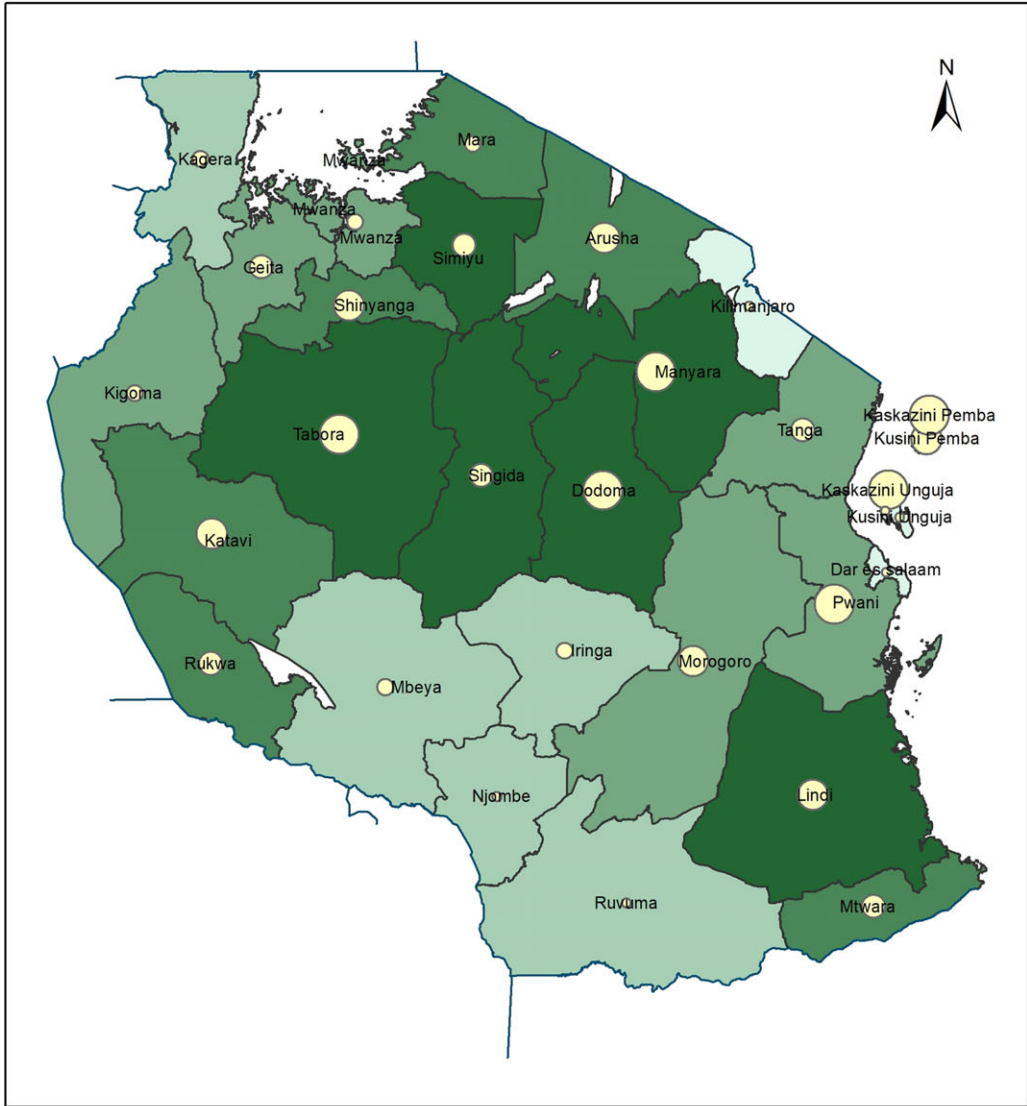 N
Mara
Kagera
Mwanza
Mwanza
Mwanza
Arusha
Simiyu
Geita
Shinyanga
Kilimanjaro
Manyara
Kigoma
Kaskazini Pemba
Tanga
Tabora
Kusini Pemba
Singida
Dodoma
Kaskazini Unguja
Kusini Unguja
Katavi
Dar es salaam
Pwani
Iringa
Morogoro
Rukwa
Mbeya
Lindi
Njombe
Ruvuma
Mtwara